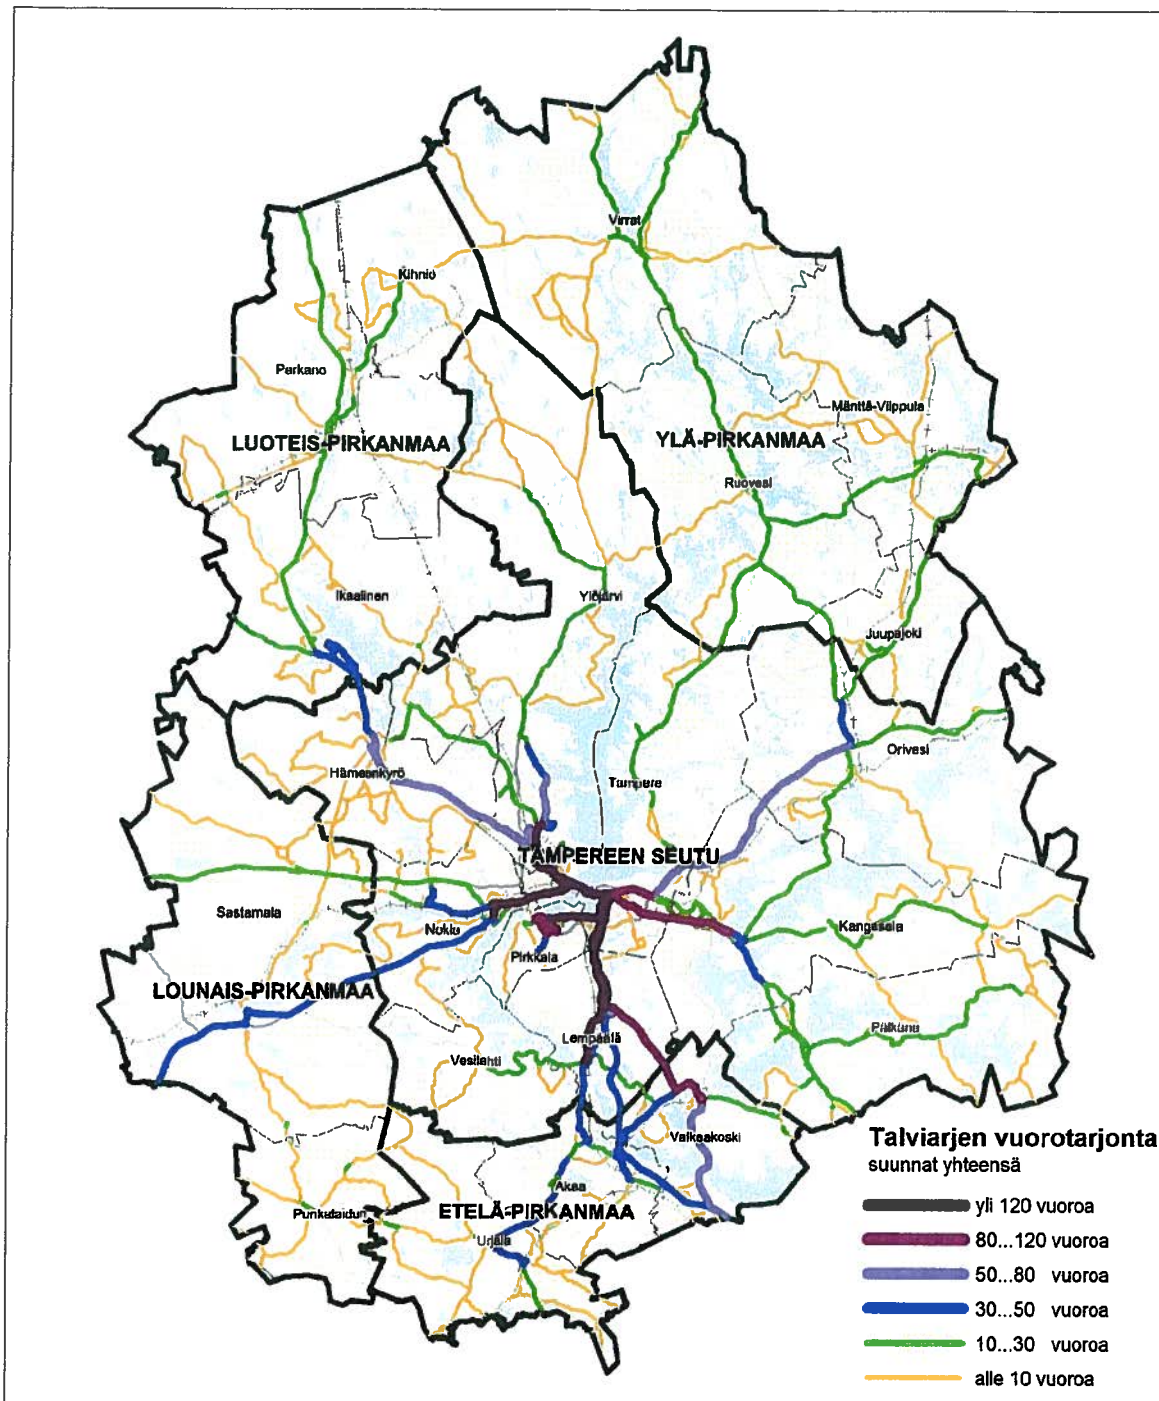 Virrat
Kihniö
Parkano
Mänttä-Vilppula
LUOTEIS-PIRKANMAA
YLÄ-PIRKANMAA
Ruovesi
Ikaalinen
Ylöjärvi
Juupajoki
Orivesi
Hämeenkyrö
Tampere
TAMPEREEN SEUTU
Sastamala
Nokia
Kangasala
Pirkkala
LOUNAIS-PIRKANMAA
Pälkäne
Lempäälä
Vesilahti
Valkeakoski
Talviarjen vuorotarjonta
suunnat yhteensä
Akaa
yli 120 vuoroa
Punkalaidun
ETELÄ-PIRKANMAA
Urjala
80...120 vuoroa
50...80 vuoroa
30...50 vuoroa
10...30 vuoroa
alle 10 vuoroa